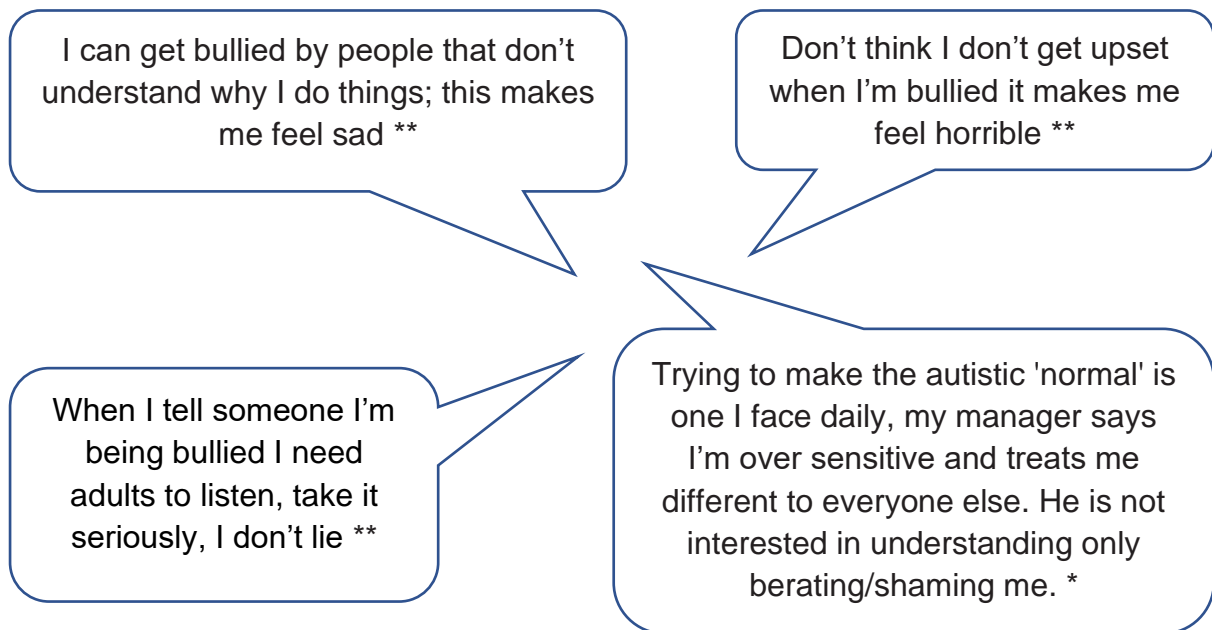 I can get bullied by people that don’t
understand why I do things; this makes
me feel sad **
Don’t think I don’t get upset
when I’m bullied it makes me
feel horrible **
When I tell someone I’m
being bullied I need
adults to listen, take it
seriously, I don’t lie **
Trying to make the autistic 'normal' is
one I face daily, my manager says
I’m over sensitive and treats me
different to everyone else. He is not
interested in understanding only
berating/shaming me. *